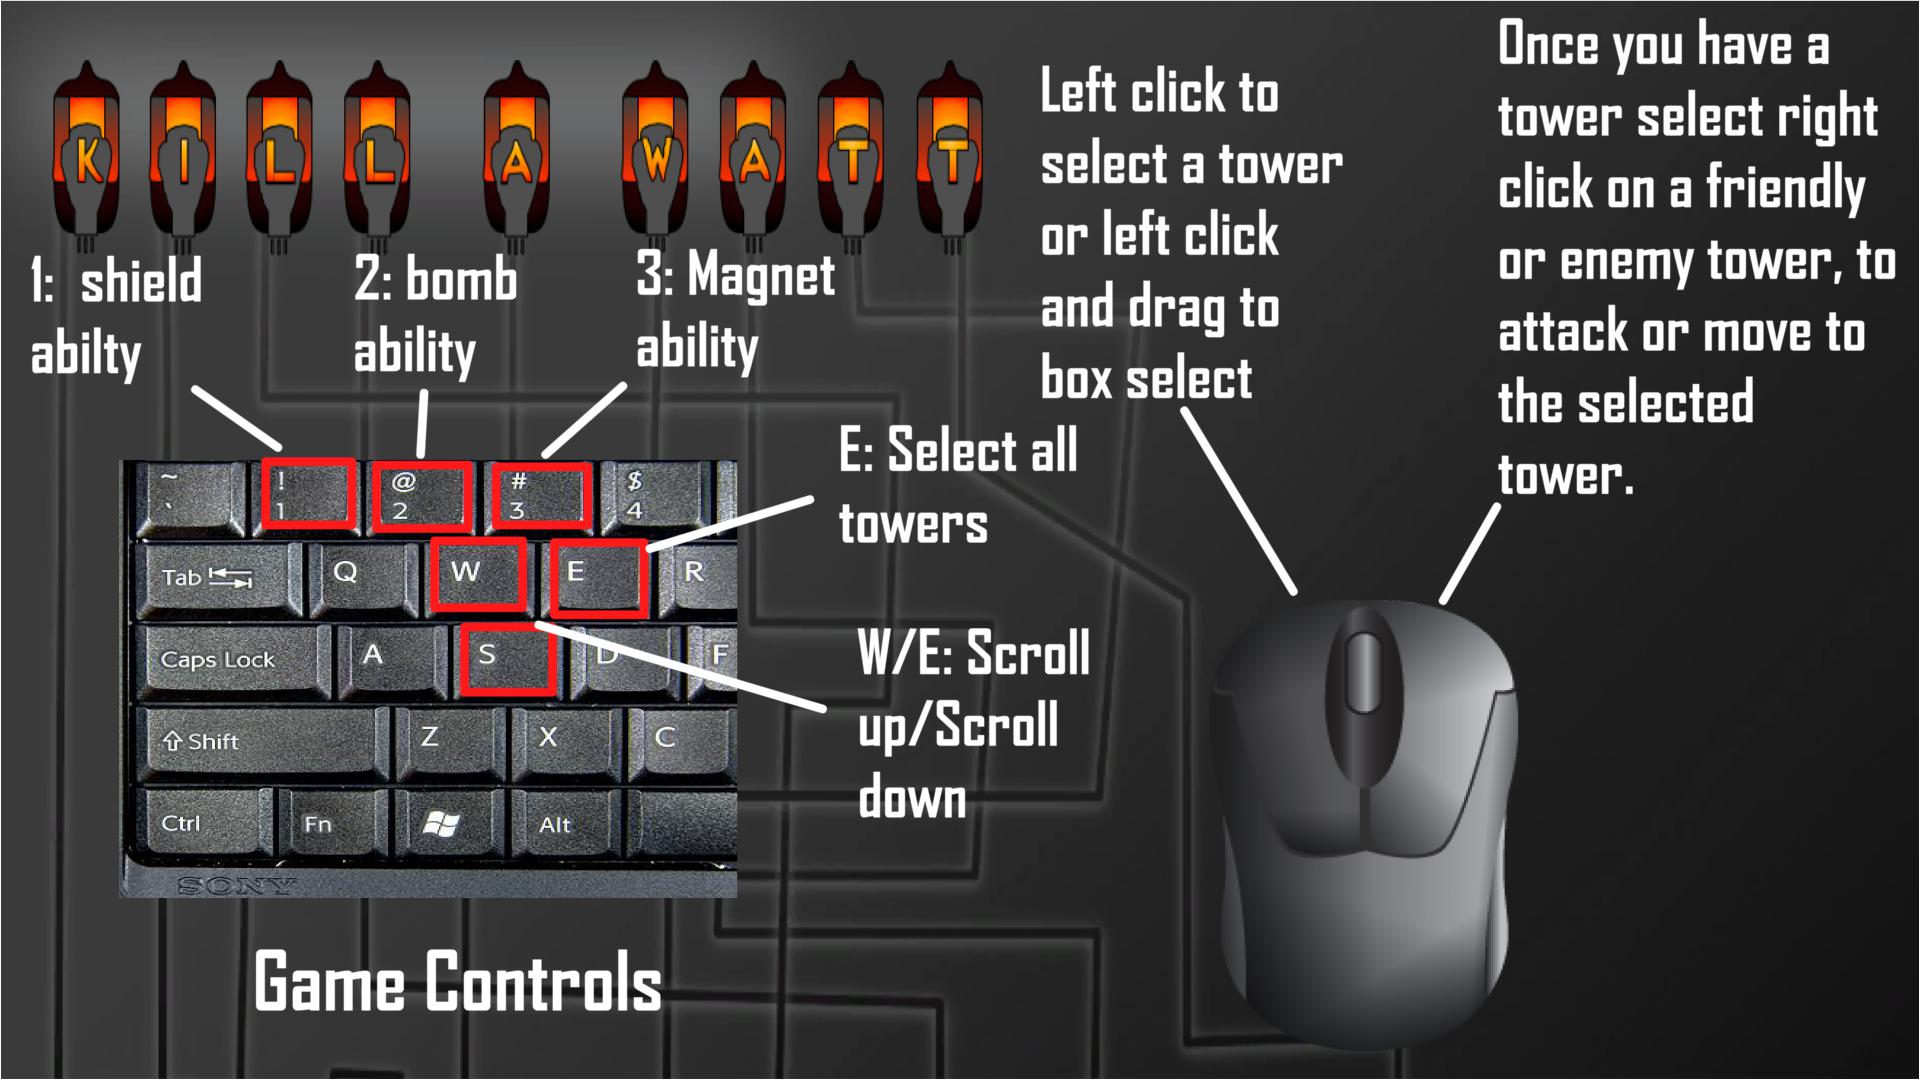 KILL A WATT
1: shield
abilty
2: bomb
ability
3: Magnet
ability
Left click to
select a tower
or left click
and drag to
box select
Once you have a
tower select right
click on a friendly
or enemy tower, to
attack or move to
the selected
tower.
E: Select all
towers
W/E: Scroll
up/Scroll
down
~ ! @ # $
` 1 2 3 4
Tab Q W E R
Caps Lock A S D F
Shift Z X C
Ctrl Fn Alt
SONY
Game Controls